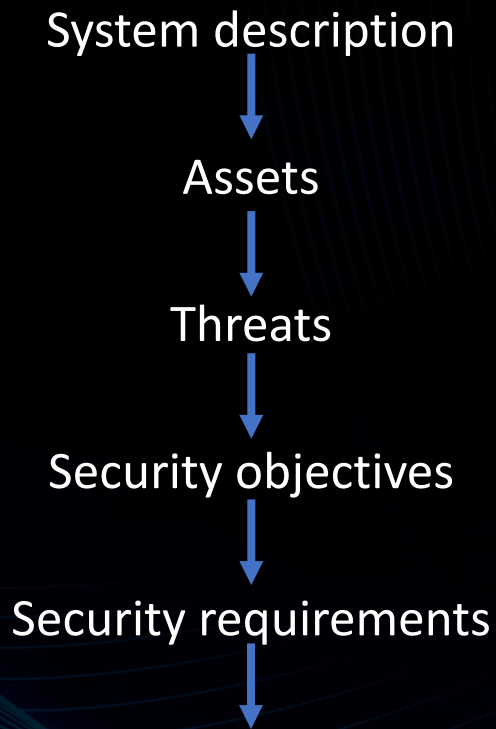 System description
Assets
Threats
Security objectives
Security requirements